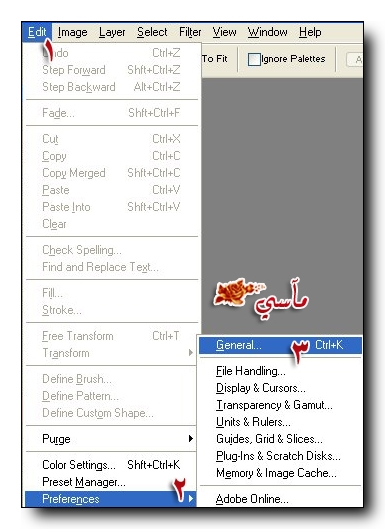 Edit Image Layer Select Filter View Window Help
To Fit Ignore Palettes A
١
Undo Ctrl+Z
Step Forward Shft+Ctrl+Z
Step Backward Alt+Ctrl+Z
Fade... Shft+Ctrl+F
Cut Ctrl+X
Copy Ctrl+C
Copy Merged Shft+Ctrl+C
Paste Ctrl+V
Paste Into Shft+Ctrl+V
Clear
Check Spelling...
Find and Replace Text...
Fill...
Stroke...
Free Transform Ctrl+T
Transform
Define Brush...
Define Pattern...
Define Custom Shape...
Purge
Color Settings... Shft+Ctrl+K
Preset Manager...
Preferences ٢
مآسي
General... ٣ Ctrl+K
File Handling...
Display & Cursors...
Transparency & Gamut...
Units & Rulers...
Guides, Grid & Slices...
Plug-Ins & Scratch Disks...
Memory & Image Cache...
Adobe Online...